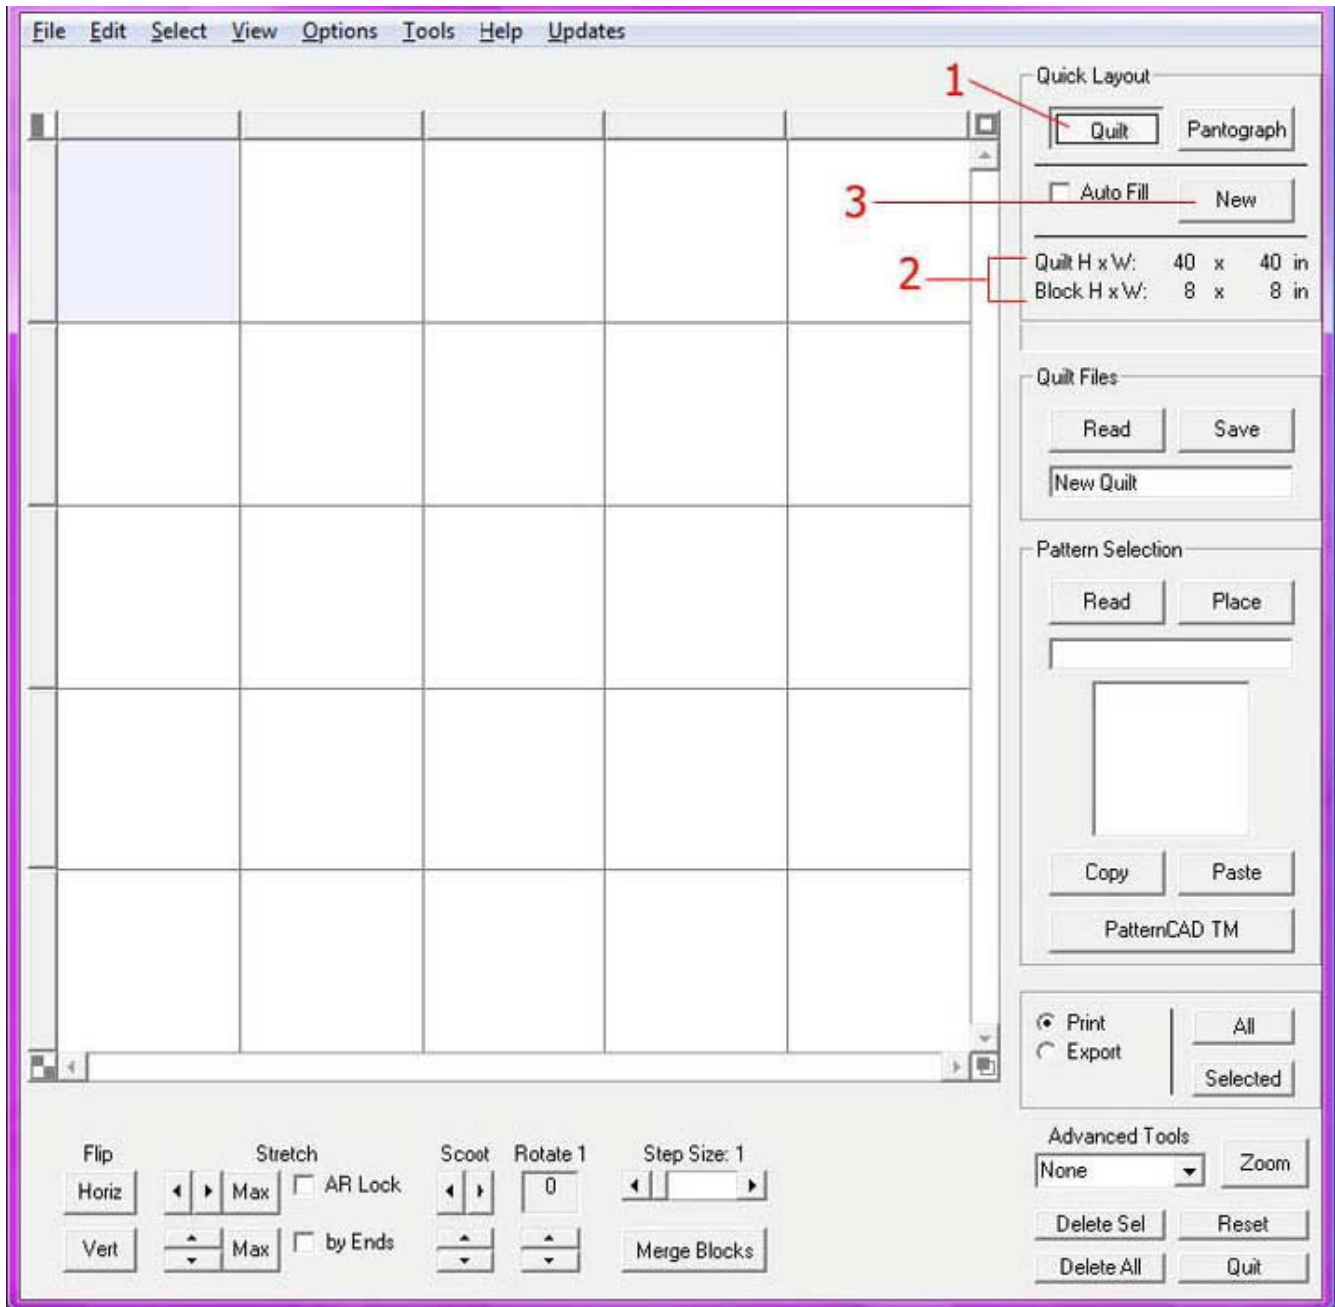 File Edit Select View Options Tools Help Updates
1
Quick Layout
Quilt Pantograph
3
Auto Fill New
2
Quilt H x W: 40 x 40 in
Block H x W: 8 x 8 in
Quilt Files
Read Save
New Quilt
Pattern Selection
Read Place
Copy Paste
PatternCAD TM
Print All
Export
Selected
Flip Stretch Scoot Rotate 1 Step Size: 1
Horiz Max AR Lock 0
Vert Max by Ends Merge Blocks
Advanced Tools
None Zoom
Delete Sel Reset
Delete All Quit